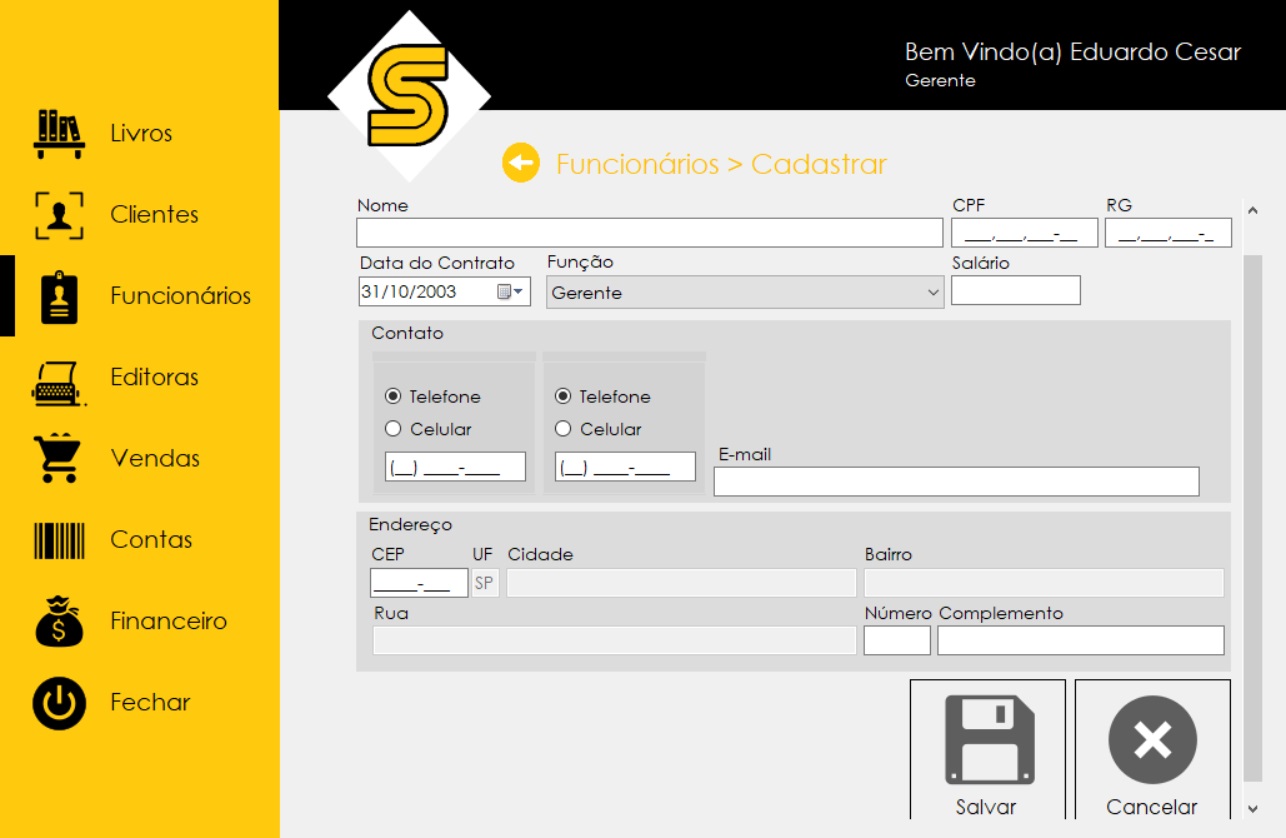 Bem Vindo(a) Eduardo Cesar
Gerente
S
Livros
Clientes
Funcionários
Editoras
Vendas
Contas
Financeiro
Fechar
Funcionários > Cadastrar
Nome CPF RG
___,___,___-__ __,___,___-_
Data do Contrato Função Salário
31/10/2003 Gerente
Contato
Telefone Telefone
Celular Celular
(__) ____-____ (__) ____-____
E-mail
Endereço
CEP UF Cidade Bairro
_____-___ SP
Rua Número Complemento
Salvar Cancelar